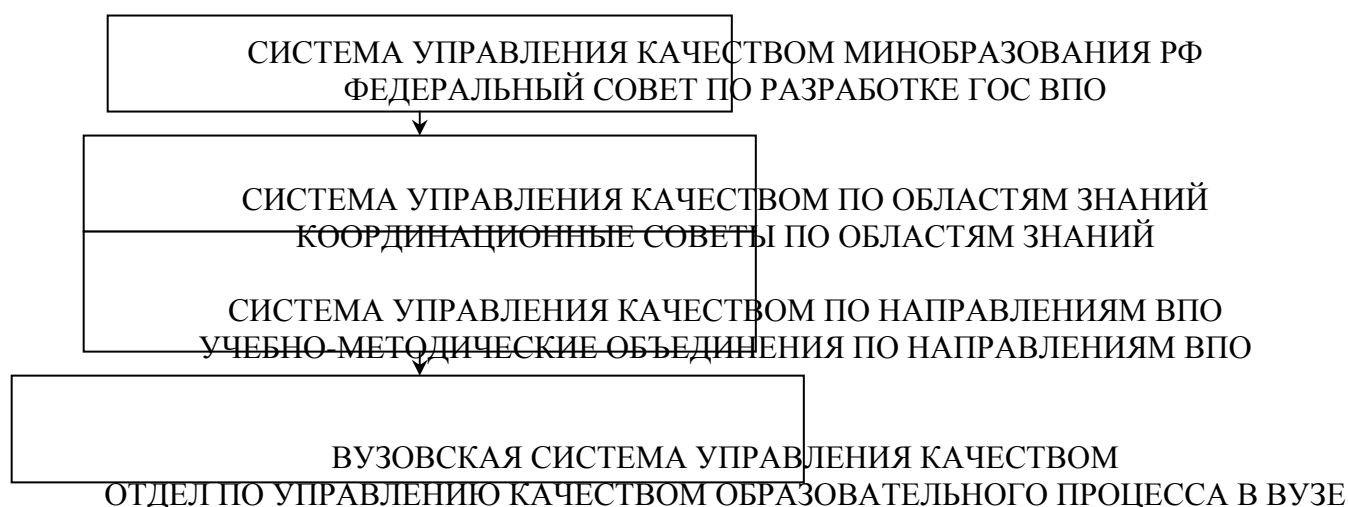 СИСТЕМА УПРАВЛЕНИЯ КАЧЕСТВОМ МИНОБРАЗОВАНИЯ РФ
ФЕДЕРАЛЬНЫЙ СОВЕТ ПО РАЗРАБОТКЕ ГОС ВПО
СИСТЕМА УПРАВЛЕНИЯ КАЧЕСТВОМ ПО ОБЛАСТЯМ ЗНАНИЙ
КООРДИНАЦИОННЫЕ СОВЕТЫ ПО ОБЛАСТЯМ ЗНАНИЙ
СИСТЕМА УПРАВЛЕНИЯ КАЧЕСТВОМ ПО НАПРАВЛЕНИЯМ ВПО
УЧЕБНО-МЕТОДИЧЕСКИЕ ОБЪЕДИНЕНИЯ ПО НАПРАВЛЕНИЯМ ВПО
ВУЗОВСКАЯ СИСТЕМА УПРАВЛЕНИЯ КАЧЕСТВОМ
ОТДЕЛ ПО УПРАВЛЕНИЮ КАЧЕСТВОМ ОБРАЗОВАТЕЛЬНОГО ПРОЦЕССА В ВУЗЕ